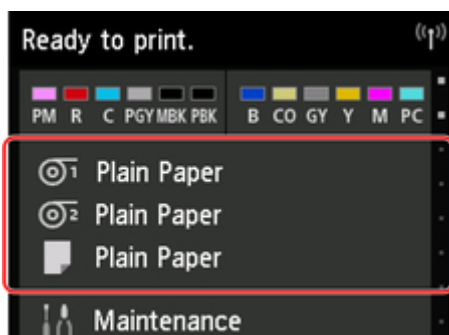 Ready to print.
PM R C PGY MBK PBK B CO GY Y M PC
1 Plain Paper
2 Plain Paper
Plain Paper
Maintenance